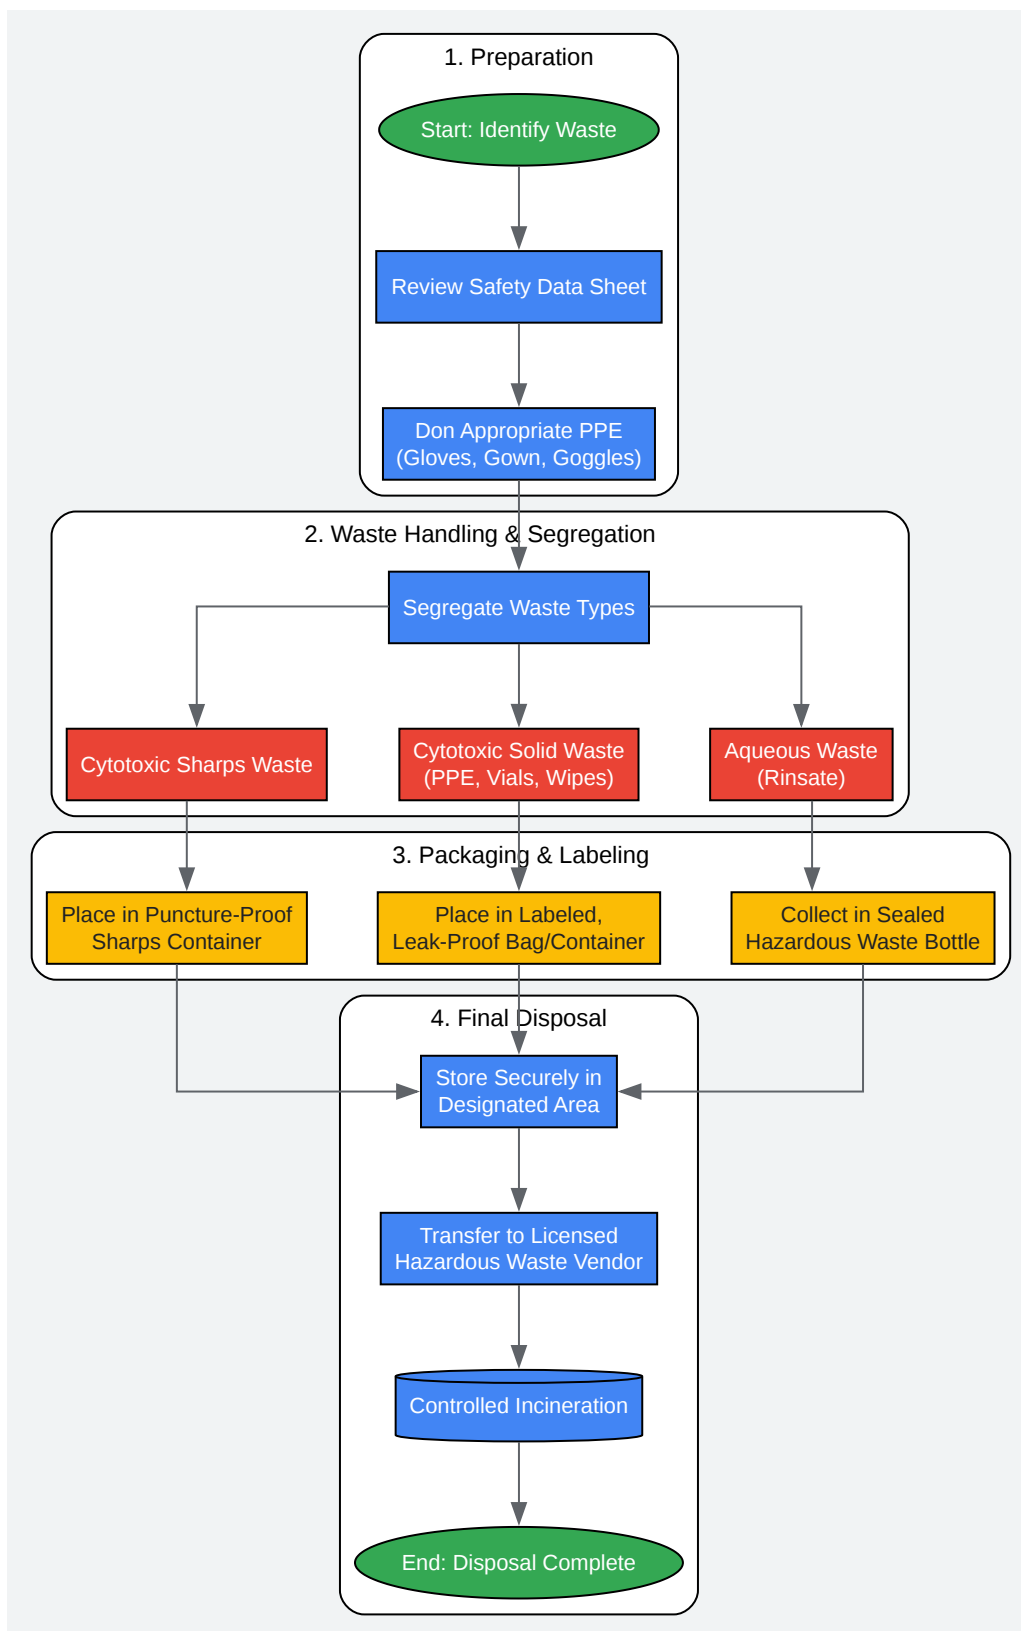 1. Preparation
Start: Identify Waste
Review Safety Data Sheet
Don Appropriate PPE
(Gloves, Gown, Goggles)
2. Waste Handling & Segregation
Segregate Waste Types
Cytotoxic Sharps Waste
Cytotoxic Solid Waste
(PPE, Vials, Wipes)
Aqueous Waste
(Rinsate)
3. Packaging & Labeling
Place in Puncture-Proof
Sharps Container
Place in Labeled,
Leak-Proof Bag/Container
Collect in Sealed
Hazardous Waste Bottle
4. Final Disposal
Store Securely in
Designated Area
Transfer to Licensed
Hazardous Waste Vendor
Controlled Incineration
End: Disposal Complete